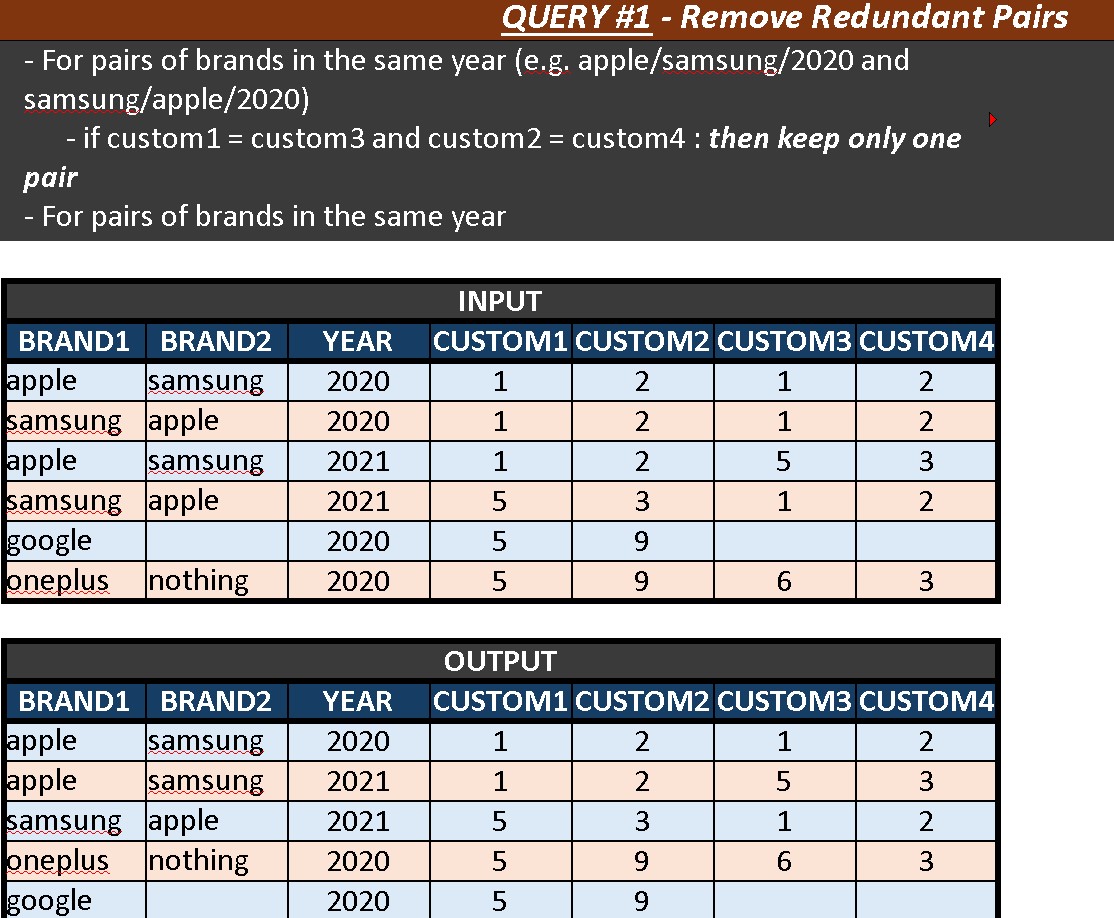 QUERY #1 - Remove Redundant Pairs
- For pairs of brands in the same year (e.g. apple/samsung/2020 and
samsung/apple/2020)
- if custom1 = custom3 and custom2 = custom4 : then keep only one
pair
- For pairs of brands in the same year
INPUT
BRAND1 BRAND2 YEAR CUSTOM1 CUSTOM2 CUSTOM3 CUSTOM4
apple samsung 2020 1 2 1 2
samsung apple 2020 1 2 1 2
apple samsung 2021 1 2 5 3
samsung apple 2021 5 3 1 2
google 2020 5 9
oneplus nothing 2020 5 9 6 3
OUTPUT
BRAND1 BRAND2 YEAR CUSTOM1 CUSTOM2 CUSTOM3 CUSTOM4
apple samsung 2020 1 2 1 2
apple samsung 2021 1 2 5 3
samsung apple 2021 5 3 1 2
oneplus nothing 2020 5 9 6 3
google 2020 5 9